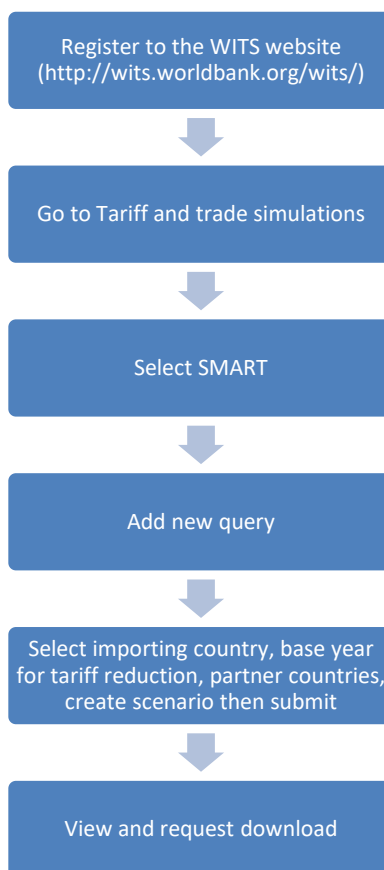 Register to the WITS website
(http://wits.worldbank.org/wits/)
Go to Tariff and trade simulations
Select SMART
Add new query
Select importing country, base year
for tariff reduction, partner countries,
create scenario then submit
View and request download